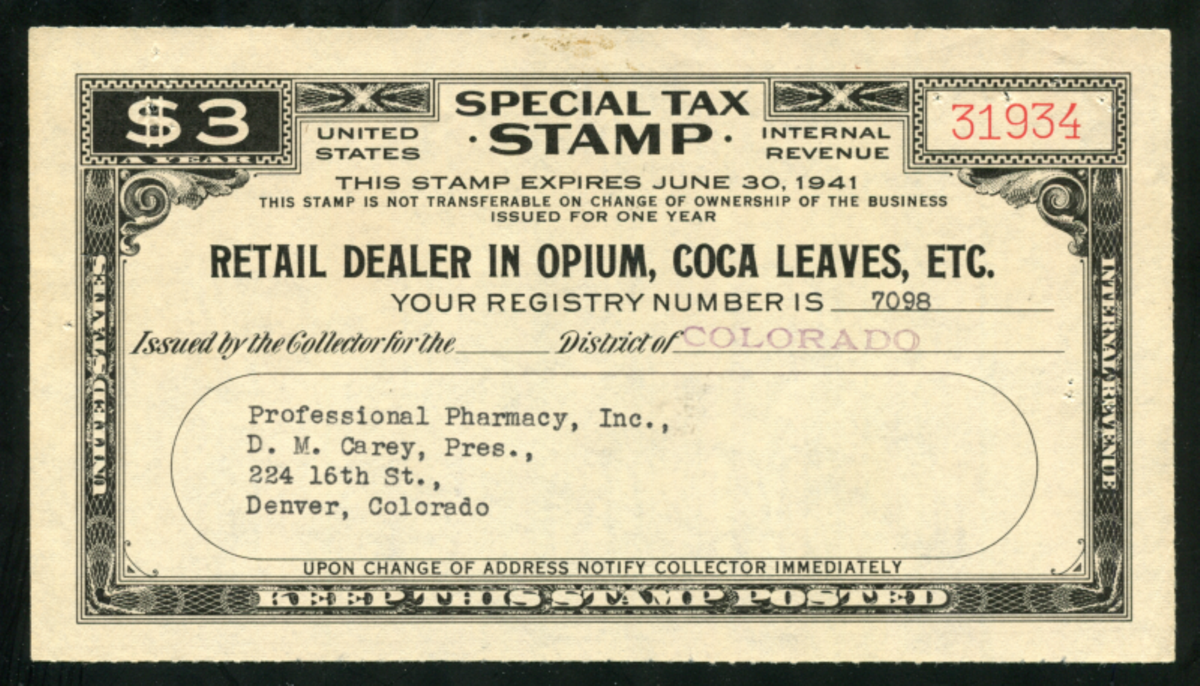 $3
A YEAR
UNITED STATES
SPECIAL TAX
· STAMP ·
INTERNAL REVENUE
31934
THIS STAMP EXPIRES JUNE 30, 1941
THIS STAMP IS NOT TRANSFERABLE ON CHANGE OF OWNERSHIP OF THE BUSINESS
ISSUED FOR ONE YEAR
RETAIL DEALER IN OPIUM, COCA LEAVES, ETC.
YOUR REGISTRY NUMBER IS 7098
Issued by the Collector for the District of COLORADO
Professional Pharmacy, Inc.,
D. M. Carey, Pres.,
224 16th St.,
Denver, Colorado
UPON CHANGE OF ADDRESS NOTIFY COLLECTOR IMMEDIATELY
KEEP THIS STAMP POSTED
UNITED STATES
INTERNAL REVENUE